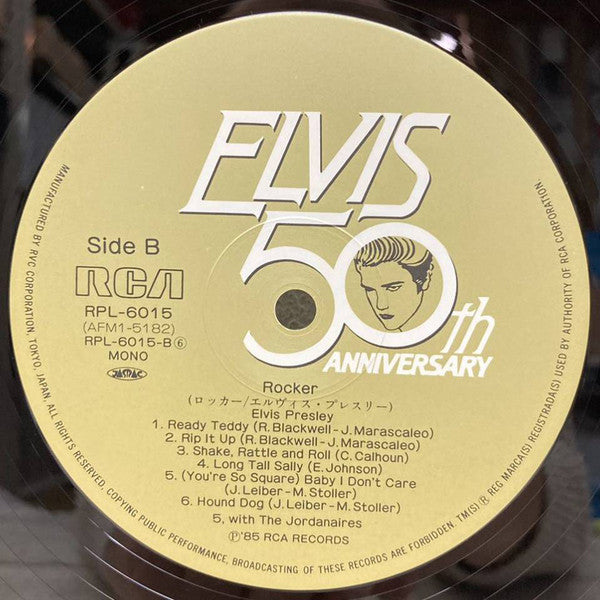 ELVIS
50th
ANNIVERSARY
Side B
RCA
RPL-6015
(AFM1-5182)
RPL-6015-B⑥
MONO
JASRAC
Rocker
(ロッカー/エルヴィス・プレスリー)
Elvis Presley
1. Ready Teddy (R. Blackwell-J. Marascaleo)
2. Rip It Up (R. Blackwell-J. Marascaleo)
3. Shake, Rattle and Roll (C. Calhoun)
4. Long Tall Sally (E. Johnson)
5. (You're So Square) Baby I Don't Care
(J. Leiber-M. Stoller)
6. Hound Dog (J. Leiber-M. Stoller)
5. with The Jordanaires
Ⓟ'85 RCA RECORDS
MANUFACTURED BY RVC CORPORATION, TOKYO, JAPAN. ALL RIGHTS RESERVED. COPYING PUBLIC PERFORMANCE, BROADCASTING OF THESE RECORDS ARE FORBIDDEN. TM(S) ® REG MARCA(S) REGISTRADA(S) USED BY AUTHORITY OF RCA CORPORATION.